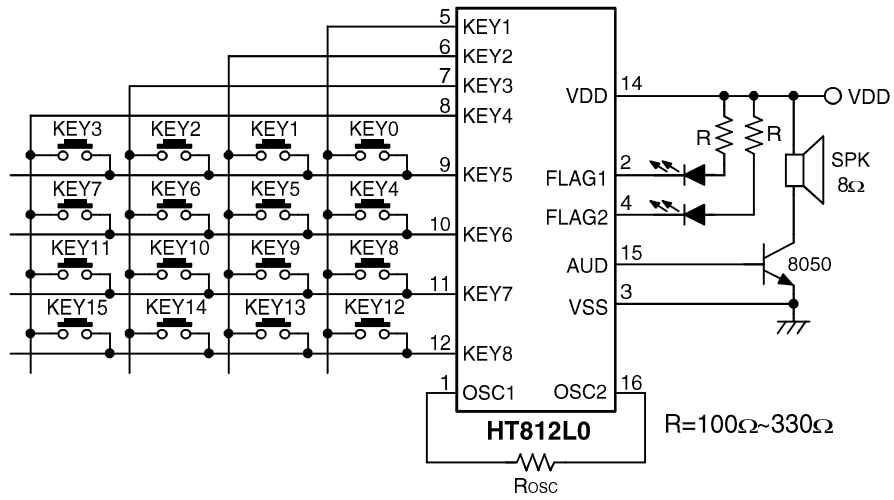 5 KEY1
6 KEY2
7 KEY3
8 KEY4
VDD 14 VDD
KEY3 KEY2 KEY1 KEY0
R R
SPK
8Ω
9 KEY5
FLAG1 2
KEY7 KEY6 KEY5 KEY4
FLAG2 4
10 KEY6
KEY11 KEY10 KEY9 KEY8
AUD 15 8050
11 KEY7
VSS 3
KEY15 KEY14 KEY13 KEY12
12 KEY8
1 OSC1 OSC2 16
HT812L0
R=100Ω~330Ω
ROSC